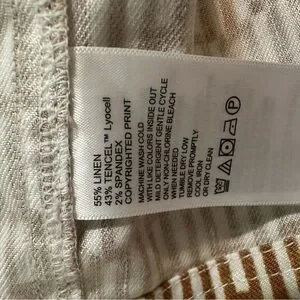 55% LINEN
43% TENCEL™ Lyocell
2% SPANDEX
COPYRIGHTED PRINT
MACHINE WASH COLD
WITH LIKE COLORS INSIDE OUT
MILD DETERGENT GENTLE CYCLE
ONLY NON-CHLORINE BLEACH
WHEN NEEDED
TUMBLE DRY LOW
REMOVE PROMPTLY
COOL IRON
OR DRY CLEAN